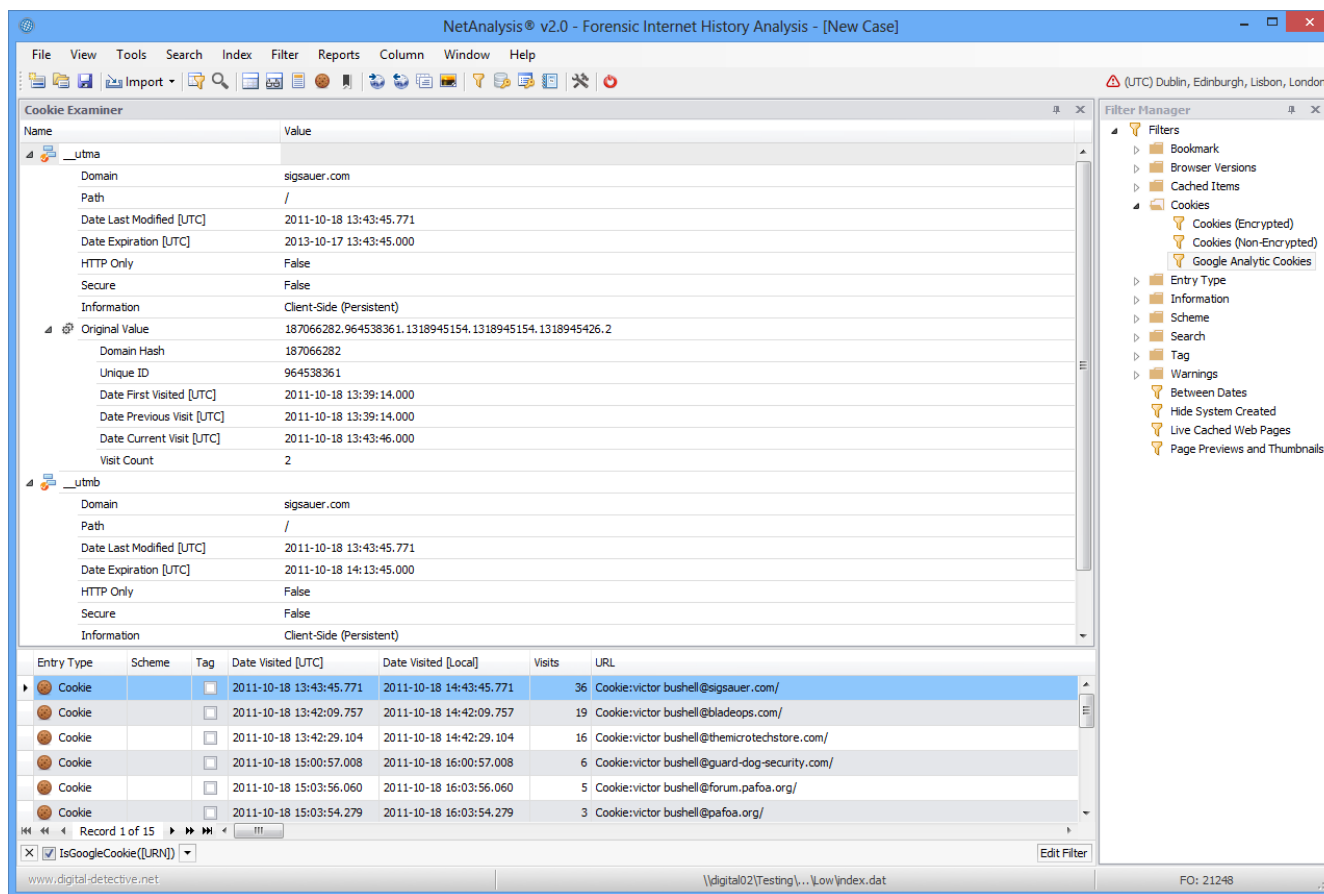 NetAnalysis® v2.0 - Forensic Internet History Analysis - [New Case]
File View Tools Search Index Filter Reports Column Window Help
Import
(UTC) Dublin, Edinburgh, Lisbon, London
Cookie Examiner
Name Value
__utma
Domain sigsauer.com
Path /
Date Last Modified [UTC] 2011-10-18 13:43:45.771
Date Expiration [UTC] 2013-10-17 13:43:45.000
HTTP Only False
Secure False
Information Client-Side (Persistent)
Original Value 187066282.964538361.1318945154.1318945154.1318945426.2
Domain Hash 187066282
Unique ID 964538361
Date First Visited [UTC] 2011-10-18 13:39:14.000
Date Previous Visit [UTC] 2011-10-18 13:39:14.000
Date Current Visit [UTC] 2011-10-18 13:43:46.000
Visit Count 2
__utmb
Domain sigsauer.com
Path /
Date Last Modified [UTC] 2011-10-18 13:43:45.771
Date Expiration [UTC] 2011-10-18 14:13:45.000
HTTP Only False
Secure False
Information Client-Side (Persistent)
Filter Manager
Filters
Bookmark
Browser Versions
Cached Items
Cookies
Cookies (Encrypted)
Cookies (Non-Encrypted)
Google Analytic Cookies
Entry Type
Information
Scheme
Search
Tag
Warnings
Between Dates
Hide System Created
Live Cached Web Pages
Page Previews and Thumbnails
Entry Type Scheme Tag Date Visited [UTC] Date Visited [Local] Visits URL
Cookie 2011-10-18 13:43:45.771 2011-10-18 14:43:45.771 36 Cookie:victor bushell@sigsauer.com/
Cookie 2011-10-18 13:42:09.757 2011-10-18 14:42:09.757 19 Cookie:victor bushell@bladeops.com/
Cookie 2011-10-18 13:42:29.104 2011-10-18 14:42:29.104 16 Cookie:victor bushell@themicrotechstore.com/
Cookie 2011-10-18 15:00:57.008 2011-10-18 16:00:57.008 6 Cookie:victor bushell@guard-dog-security.com/
Cookie 2011-10-18 15:03:56.060 2011-10-18 16:03:56.060 5 Cookie:victor bushell@forum.pafoa.org/
Cookie 2011-10-18 15:03:54.279 2011-10-18 16:03:54.279 3 Cookie:victor bushell@pafoa.org/
Record 1 of 15
IsGoogleCookie([URN]) Edit Filter
www.digital-detective.net \\digital02\Testing\...\Low\index.dat FO: 21248